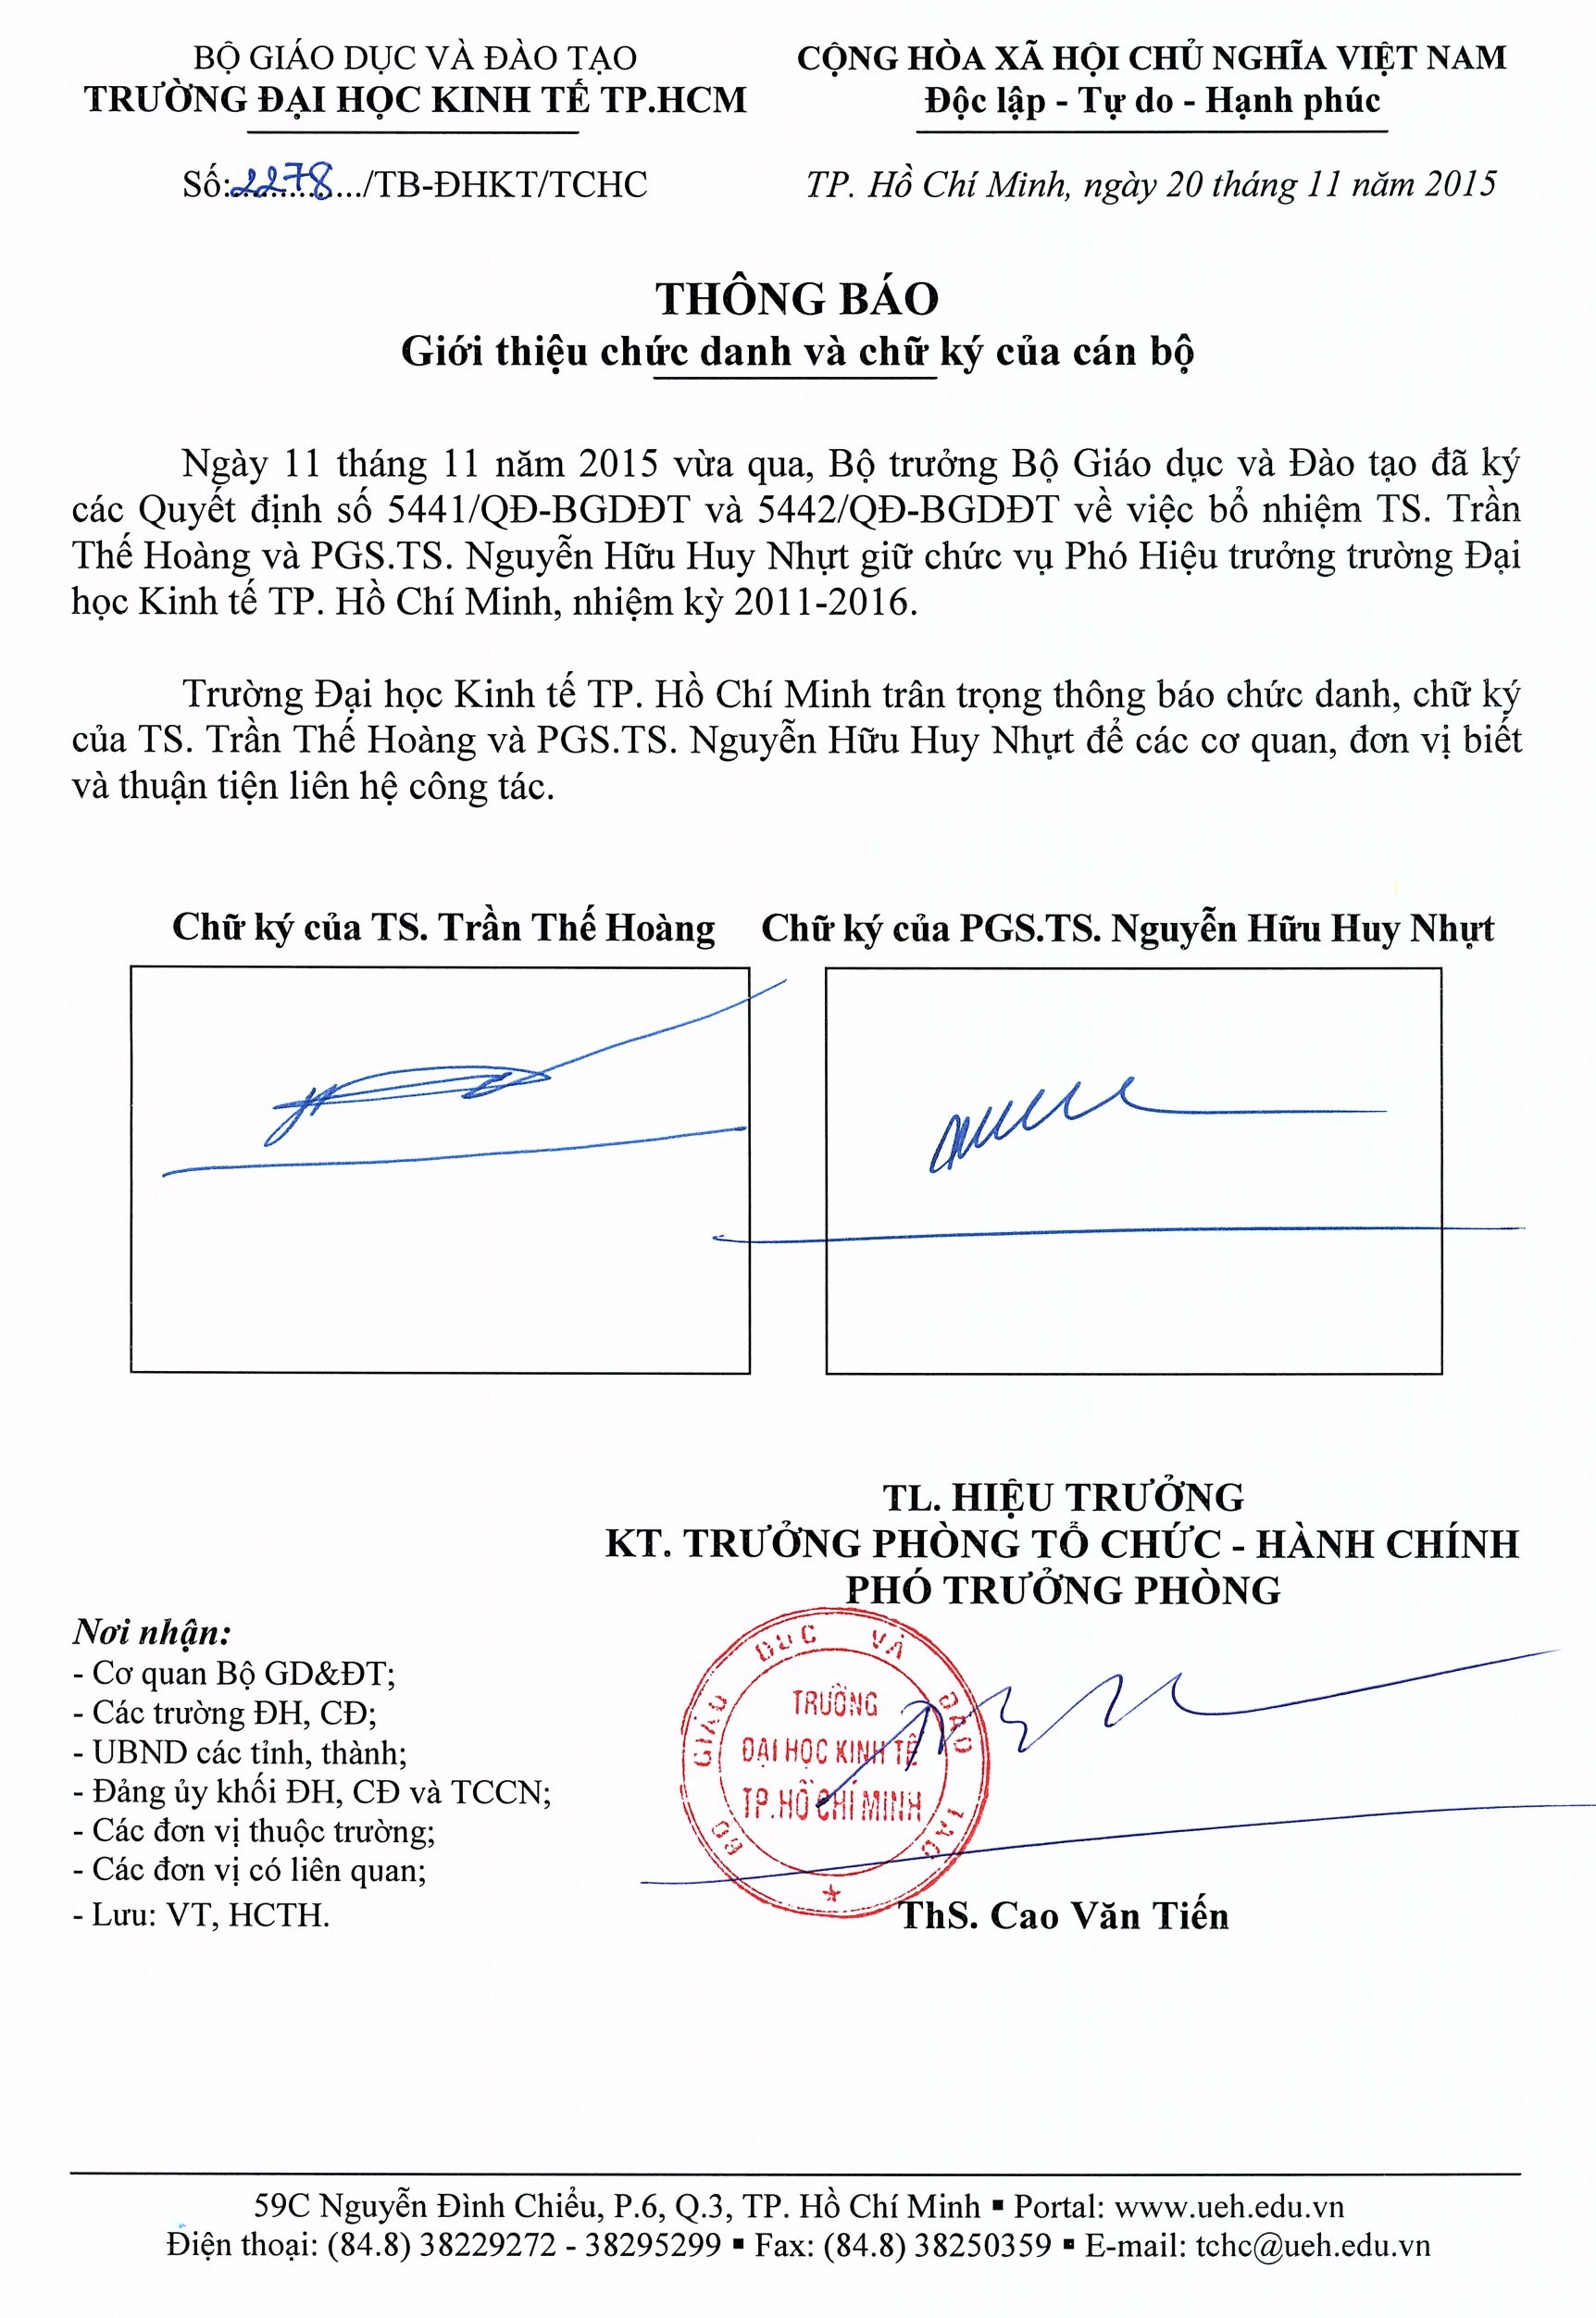 BỘ GIÁO DỤC VÀ ĐÀO TẠO
TRƯỜNG ĐẠI HỌC KINH TẾ TP.HCM
CỘNG HÒA XÃ HỘI CHỦ NGHĨA VIỆT NAM
Độc lập - Tự do - Hạnh phúc
Số:2278.../TB-ĐHKT/TCHC
TP. Hồ Chí Minh, ngày 20 tháng 11 năm 2015
THÔNG BÁO
Giới thiệu chức danh và chữ ký của cán bộ
Ngày 11 tháng 11 năm 2015 vừa qua, Bộ trưởng Bộ Giáo dục và Đào tạo đã ký
các Quyết định số 5441/QĐ-BGDĐT và 5442/QĐ-BGDĐT về việc bổ nhiệm TS. Trần
Thế Hoàng và PGS.TS. Nguyễn Hữu Huy Nhựt giữ chức vụ Phó Hiệu trưởng trường Đại
học Kinh tế TP. Hồ Chí Minh, nhiệm kỳ 2011-2016.
Trường Đại học Kinh tế TP. Hồ Chí Minh trân trọng thông báo chức danh, chữ ký
của TS. Trần Thế Hoàng và PGS.TS. Nguyễn Hữu Huy Nhựt để các cơ quan, đơn vị biết
và thuận tiện liên hệ công tác.
Chữ ký của TS. Trần Thế Hoàng
Chữ ký của PGS.TS. Nguyễn Hữu Huy Nhựt
TL. HIỆU TRƯỞNG
KT. TRƯỞNG PHÒNG TỔ CHỨC - HÀNH CHÍNH
PHÓ TRƯỞNG PHÒNG
Nơi nhận:
- Cơ quan Bộ GD&ĐT;
- Các trường ĐH, CĐ;
- UBND các tỉnh, thành;
- Đảng ủy khối ĐH, CĐ và TCCN;
- Các đơn vị thuộc trường;
- Các đơn vị có liên quan;
- Lưu: VT, HCTH.
BỘ GIÁO DỤC VÀ ĐÀO TẠO
TRƯỜNG
ĐẠI HỌC KINH TẾ
TP.HỒ CHÍ MINH
ThS. Cao Văn Tiến
59C Nguyễn Đình Chiểu, P.6, Q.3, TP. Hồ Chí Minh ▪ Portal: www.ueh.edu.vn
Điện thoại: (84.8) 38229272 - 38295299 ▪ Fax: (84.8) 38250359 ▪ E-mail: tchc@ueh.edu.vn